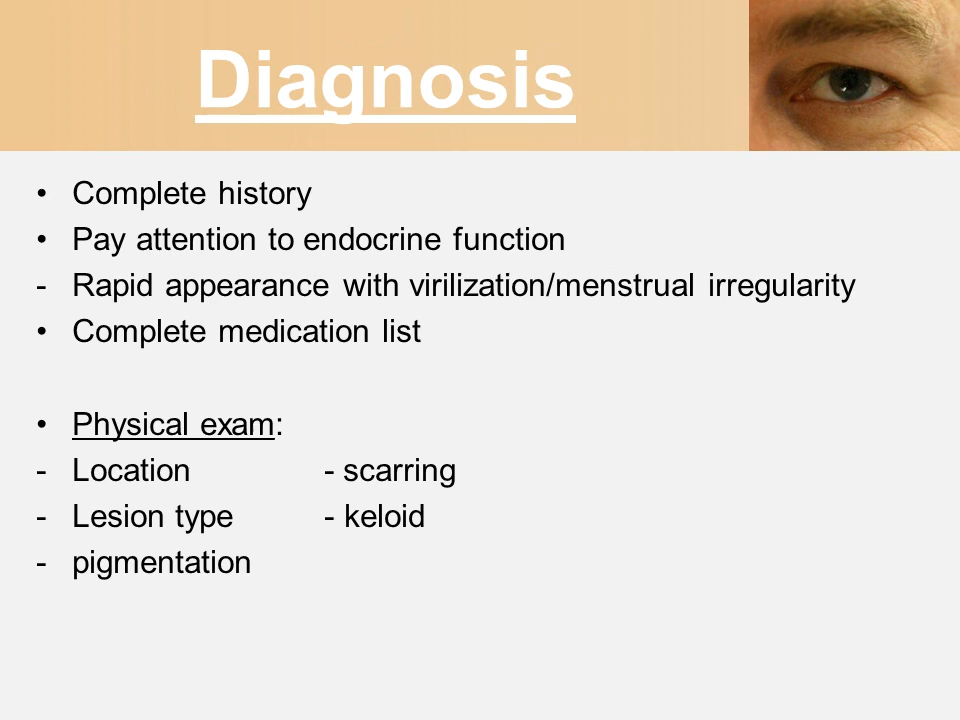 Diagnosis
• Complete history
• Pay attention to endocrine function
- Rapid appearance with virilization/menstrual irregularity
• Complete medication list
• Physical exam:
- Location - scarring
- Lesion type - keloid
- pigmentation